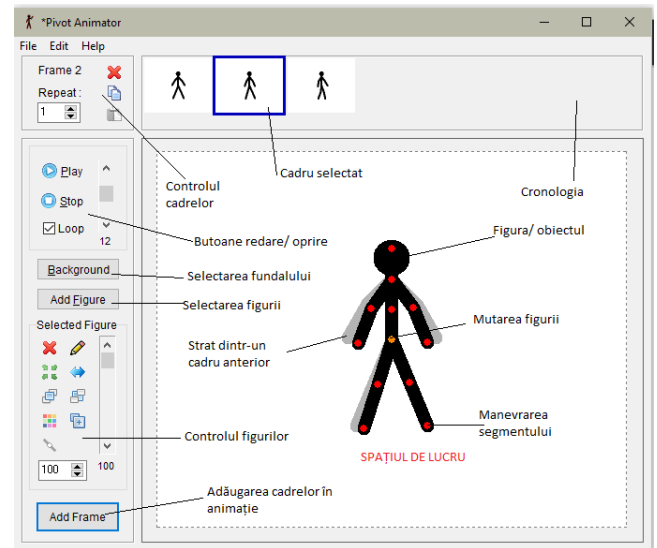 *Pivot Animator
File Edit Help
Frame 2
Repeat:
1
Cadru selectat
Cronologia
Controlul
cadrelor
Play
Stop
Loop
12
Butoane redare/ oprire
Figura/ obiectul
Background
Selectarea fundalului
Add Figure
Selectarea figurii
Selected Figure
Strat dintr-un
cadru anterior
Mutarea figurii
Manevrarea
segmentului
Controlul figurilor
SPAȚIUL DE LUCRU
100
100
Adăugarea cadrelor în
animație
Add Frame